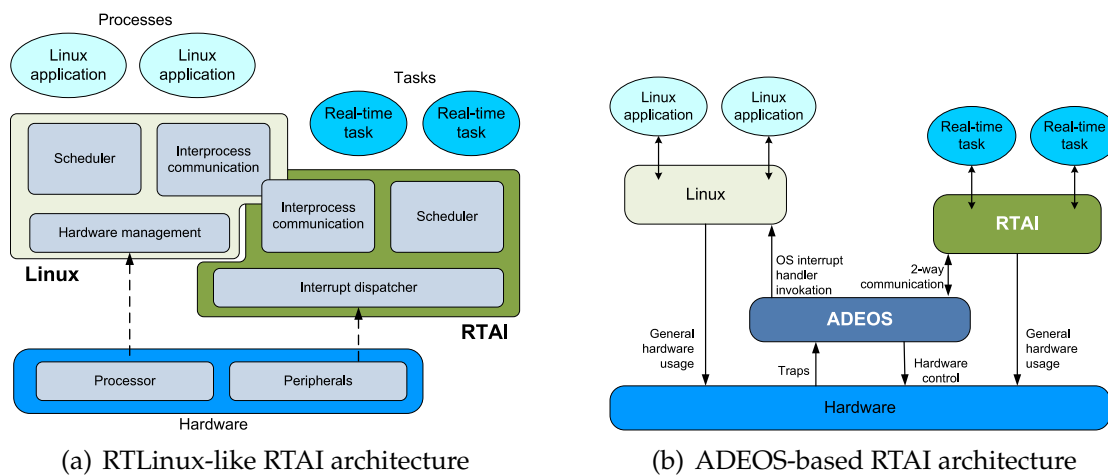 Processes
Linux
application
Linux
application
Tasks
Real-time
task
Real-time
task
Scheduler
Interprocess
communication
Interprocess
communication
Scheduler
Hardware management
Linux
Interrupt dispatcher
RTAI
Processor
Peripherals
Hardware
(a) RTLinux-like RTAI architecture
Linux
application
Linux
application
Real-time
task
Real-time
task
Linux
RTAI
OS interrupt
handler
invokation
2-way
communication
ADEOS
General
hardware
usage
Traps
Hardware
control
General
hardware
usage
Hardware
(b) ADEOS-based RTAI architecture